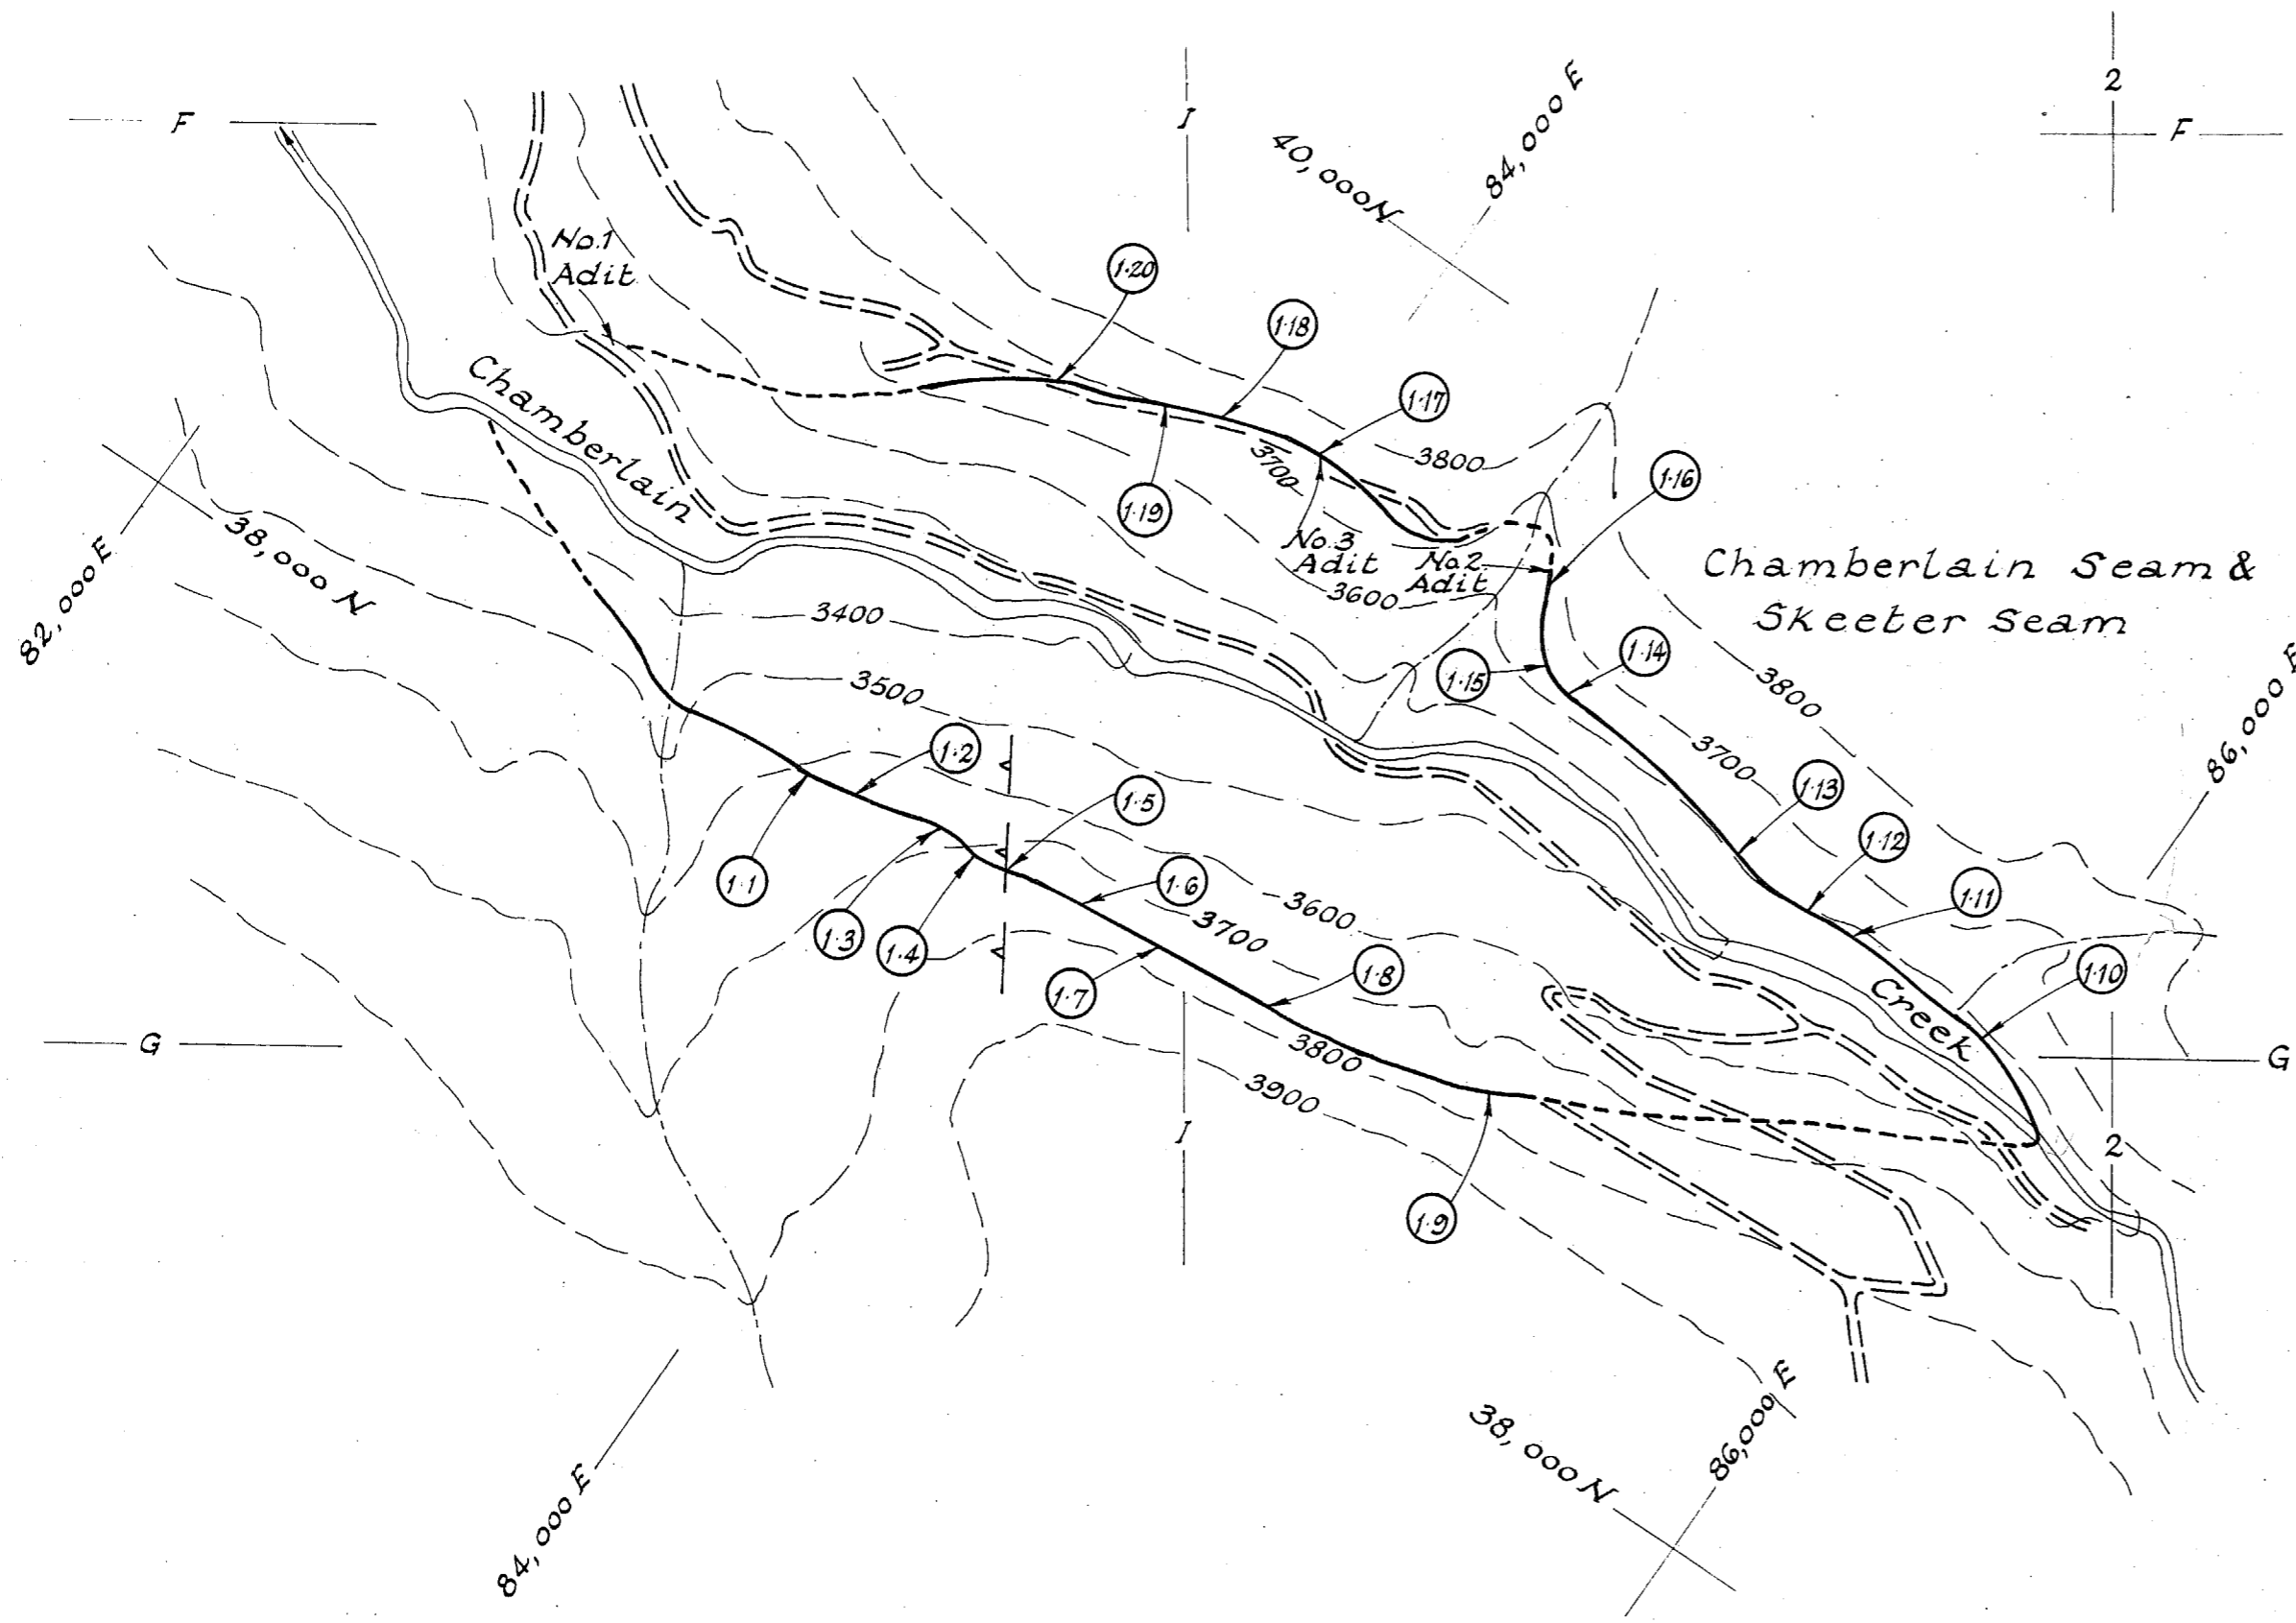 2
F
I
F
40,000N
84,000 E
No.1
Adit
1·20
1·18
1·17
1·19
3700
3800
1·16
No.3
Adit
No.2
Adit
3600
Chamberlain Seam &
Skeeter Seam
Chamberlain
38,000 N
82,000 E
3400
3500
1·15
1·14
3800
3700
86,000 E
1·2
1·5
1·13
1·12
1·1
1·6
1·11
1·3
1·4
3600
3700
1·7
1·8
1·10
Creek
G
3800
3900
G
I
2
1·9
84,000 E
38,000 N
86,000 E